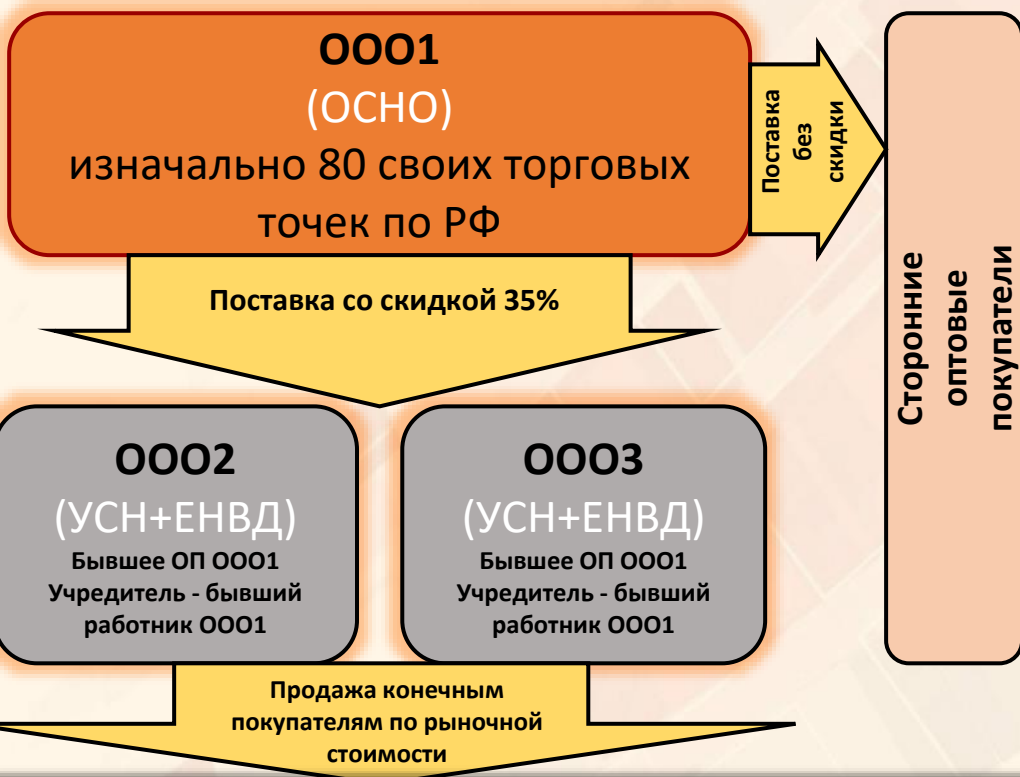 ООО1
(ОСНО)
изначально 80 своих торговых
точек по РФ
Поставка
без
скидки
Сторонние
оптовые
покупатели
Поставка со скидкой 35%
ООО2
(УСН+ЕНВД)
Бывшее ОП ООО1
Учредитель - бывший
работник ООО1
ООО3
(УСН+ЕНВД)
Бывшее ОП ООО1
Учредитель - бывший
работник ООО1
Продажа конечным
покупателям по рыночной
стоимости